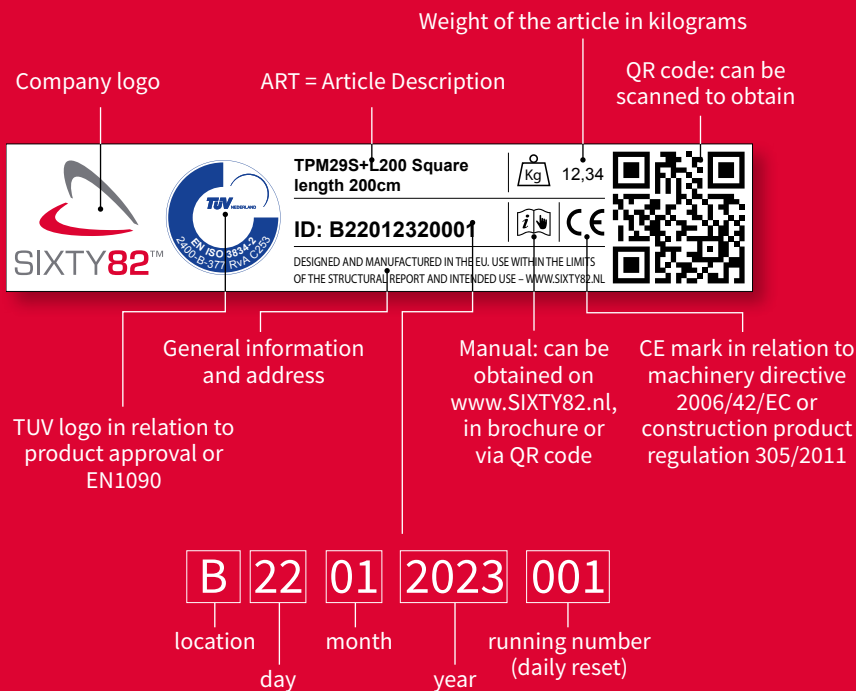 Weight of the article in kilograms
Company logo
ART = Article Description
QR code: can be
scanned to obtain
TPM29S+L200 Square
length 200cm
Kg
12,34
TÜV NEDERLAND
EN ISO 3834-2
2400-B-377 RvA C253
ID: B22012320001
i
CE
SIXTY82™
DESIGNED AND MANUFACTURED IN THE EU. USE WITHIN THE LIMITS
OF THE STRUCTURAL REPORT AND INTENDED USE – WWW.SIXTY82.NL
General information
and address
Manual: can be
obtained on
www.SIXTY82.nl,
in brochure or
via QR code
CE mark in relation to
machinery directive
2006/42/EC or
construction product
regulation 305/2011
TUV logo in relation to
product approval or
EN1090
B 22 01 2023 001
location
day
month
year
running number
(daily reset)